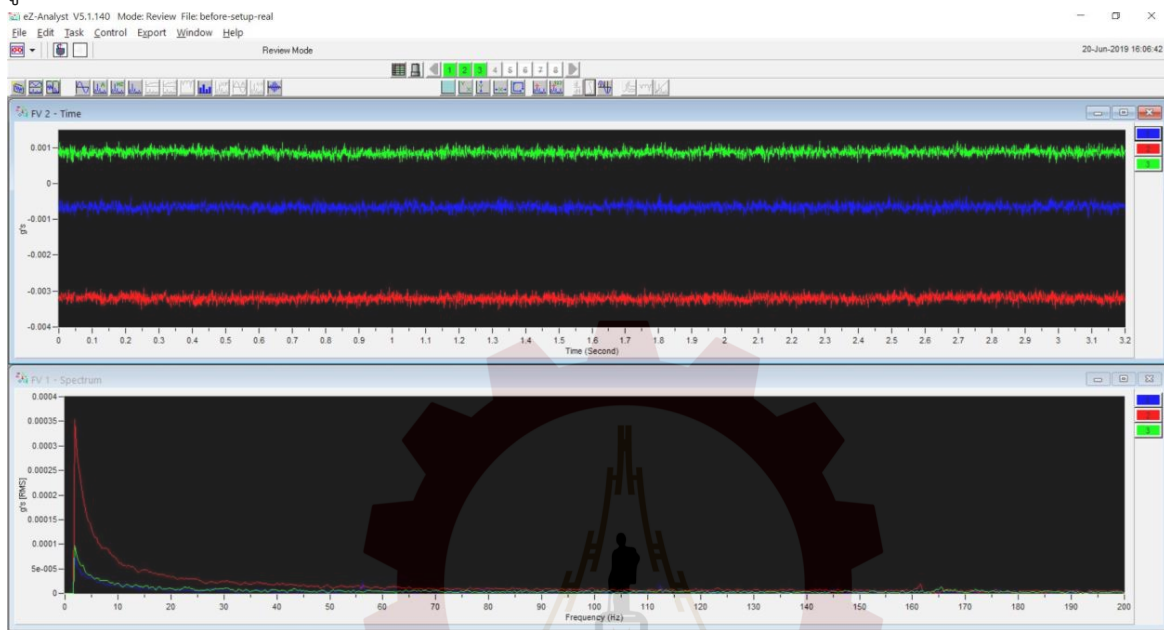 eZ-Analyst V5.1.140 Mode: Review File: before-setup-real
File Edit Task Control Export Window Help
Review Mode
20-Jun-2019 16:06:42
1 2 3 4 5 6 7 8
FV 2 - Time
0.001
0
-0.001
-0.002
-0.003
-0.004
g's
0 0.1 0.2 0.3 0.4 0.5 0.6 0.7 0.8 0.9 1 1.1 1.2 1.3 1.4 1.5 1.6 1.7 1.8 1.9 2 2.1 2.2 2.3 2.4 2.5 2.6 2.7 2.8 2.9 3 3.1 3.2
Time (Second)
1
2
3
FV 1 - Spectrum
0.0004
0.00035
0.0003
0.00025
0.0002
0.00015
0.0001
5e-005
0
g's [RMS]
0 10 20 30 40 50 60 70 80 90 100 110 120 130 140 150 160 170 180 190 200
Frequency (Hz)
1
2
3